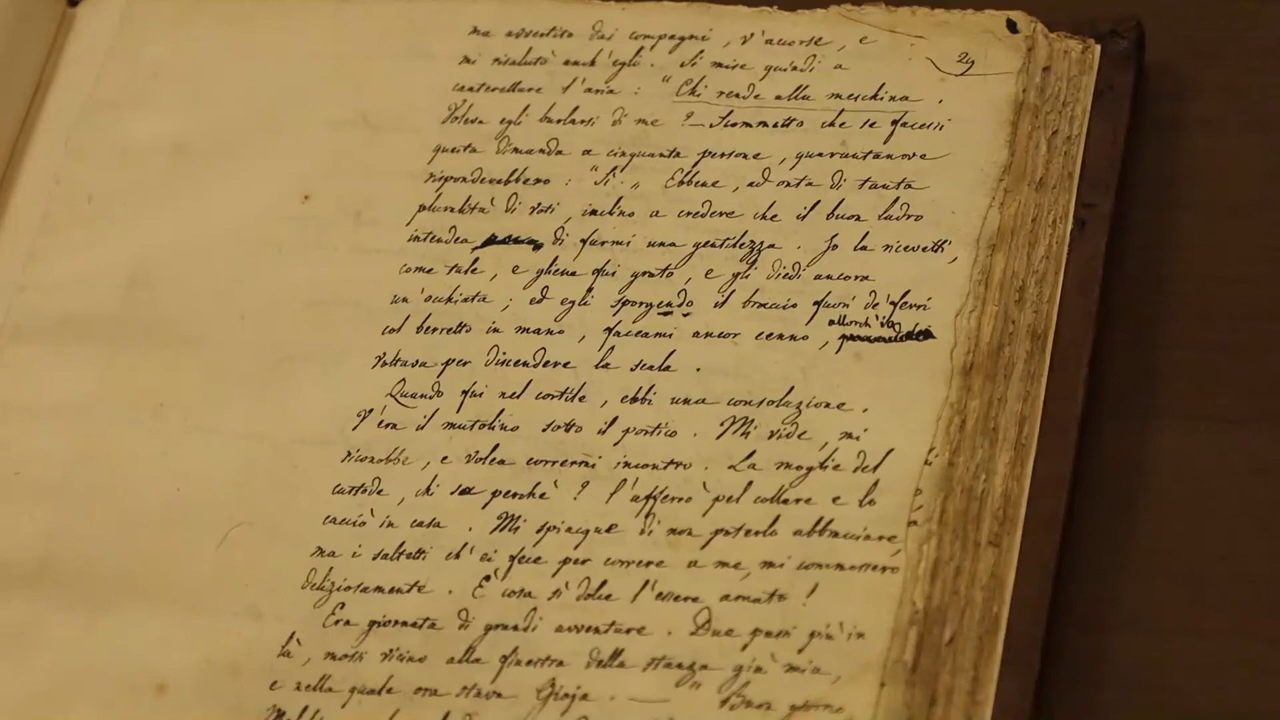 29
ma avvertito dai compagni, v'accorse, e
mi risalutò anch'egli. Si mise quindi a
canterellare l'aria: "Chi rende alla meschina.
Voleva egli burlarsi di me?— Scommetto che se facessi
questa dimanda a cinquanta persone, quarantanove
risponderebbero: "Sì. „ Ebbene, ad onta di tanta
pluralità di voti, inclino a credere che il buon ladro
intendea di farmi una gentilezza. Io la ricevetti,
come tale, e gliene fui grato, e gli diedi ancora
un'occhiata; ed egli sporgendo il braccio fuori de' ferri
col berretto in mano, faceami ancor cenno, allorch'io
voltava per discendere la scala.
Quando fui nel cortile, ebbi una consolazione.
V'era il mutolino sotto il portico. Mi vide, mi
riconobbe, e volea corrermi incontro. La moglie del
custode, chi sa perchè? l'afferrò pel collare e lo
cacciò in casa. Mi spiacque di non poterlo abbracciare,
ma i saltetti ch'ei fece per correre a me, mi commossero
deliziosamente. È cosa sì dolce l'essere amato!
Era giornata di grandi avventure. Due passi più in
là, mossi vicino alla finestra della stanza già mia,
e nella quale ora stava Gioja. — "Buon giorno,